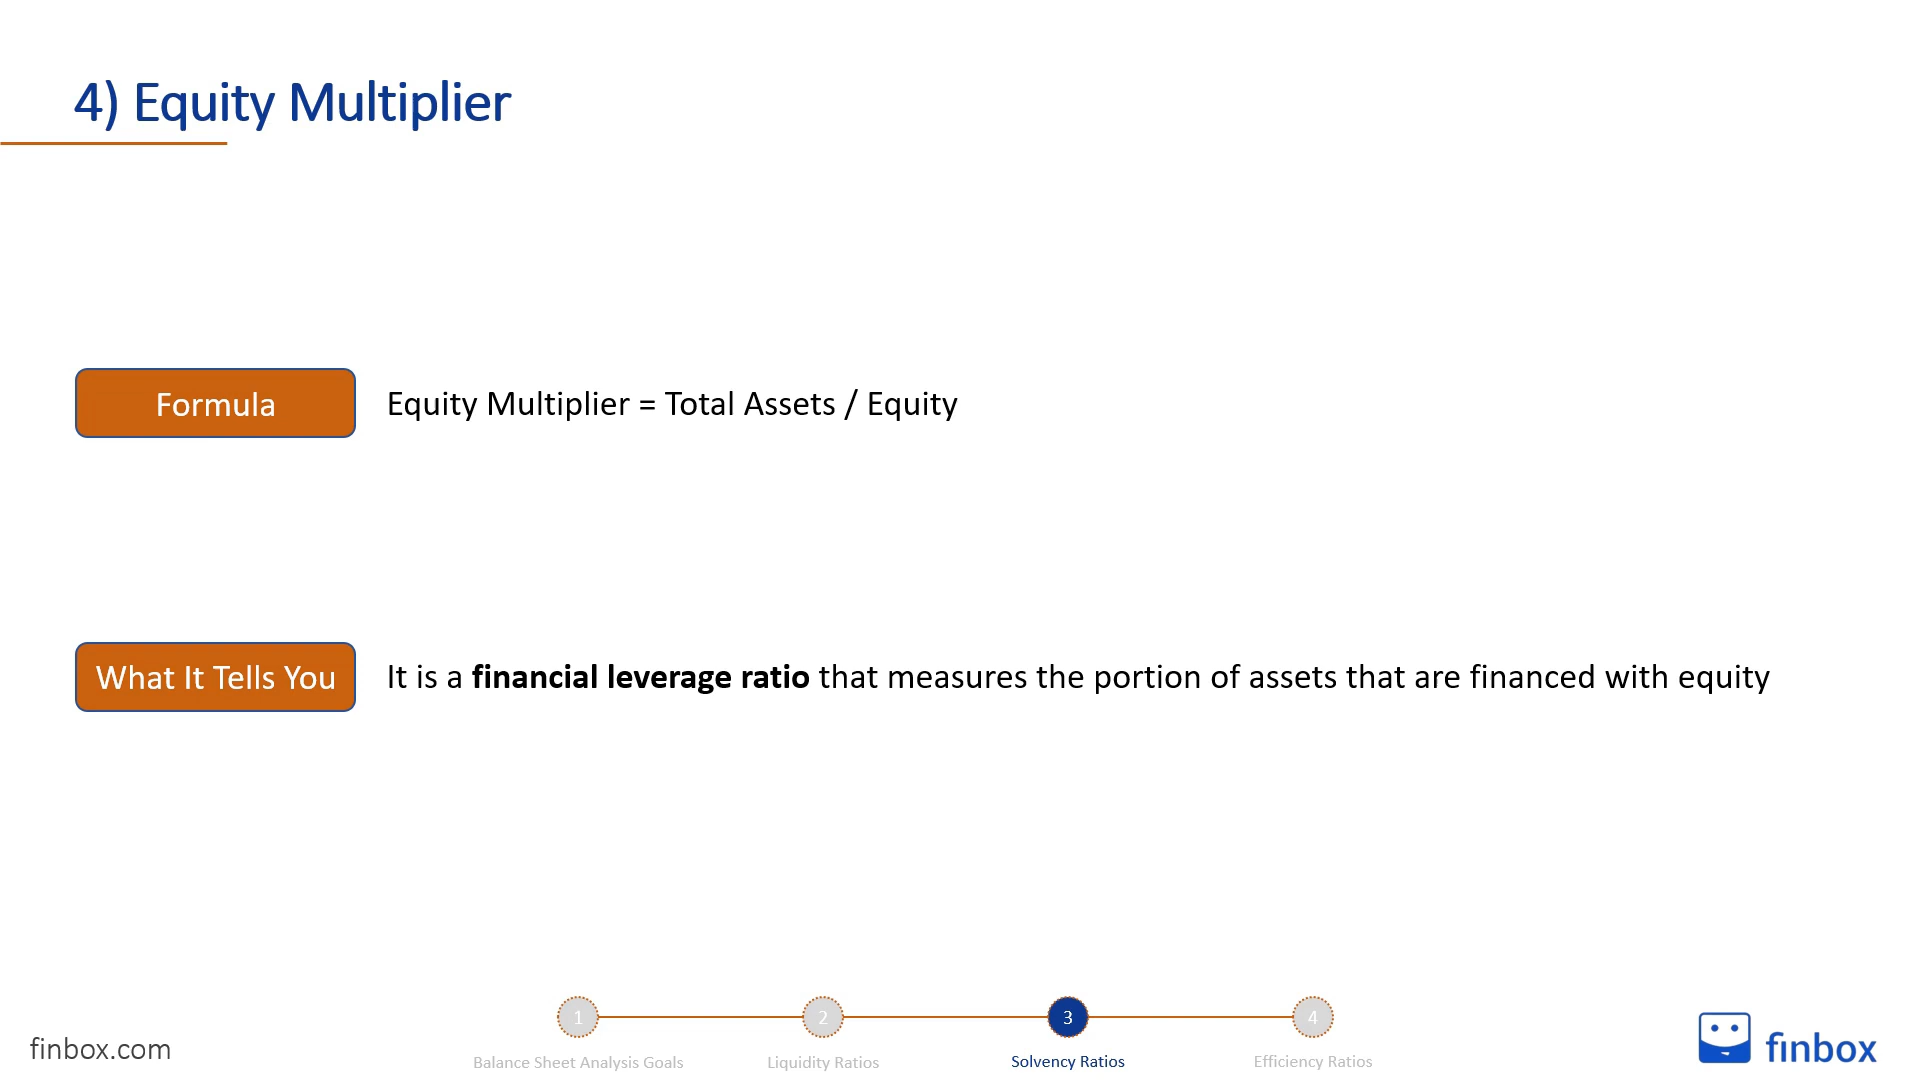 4) Equity Multiplier
Formula
Equity Multiplier = Total Assets / Equity
What It Tells You
It is a financial leverage ratio that measures the portion of assets that are financed with equity
1
2
3
4
Balance Sheet Analysis Goals
Liquidity Ratios
Solvency Ratios
Efficiency Ratios
finbox.com
finbox